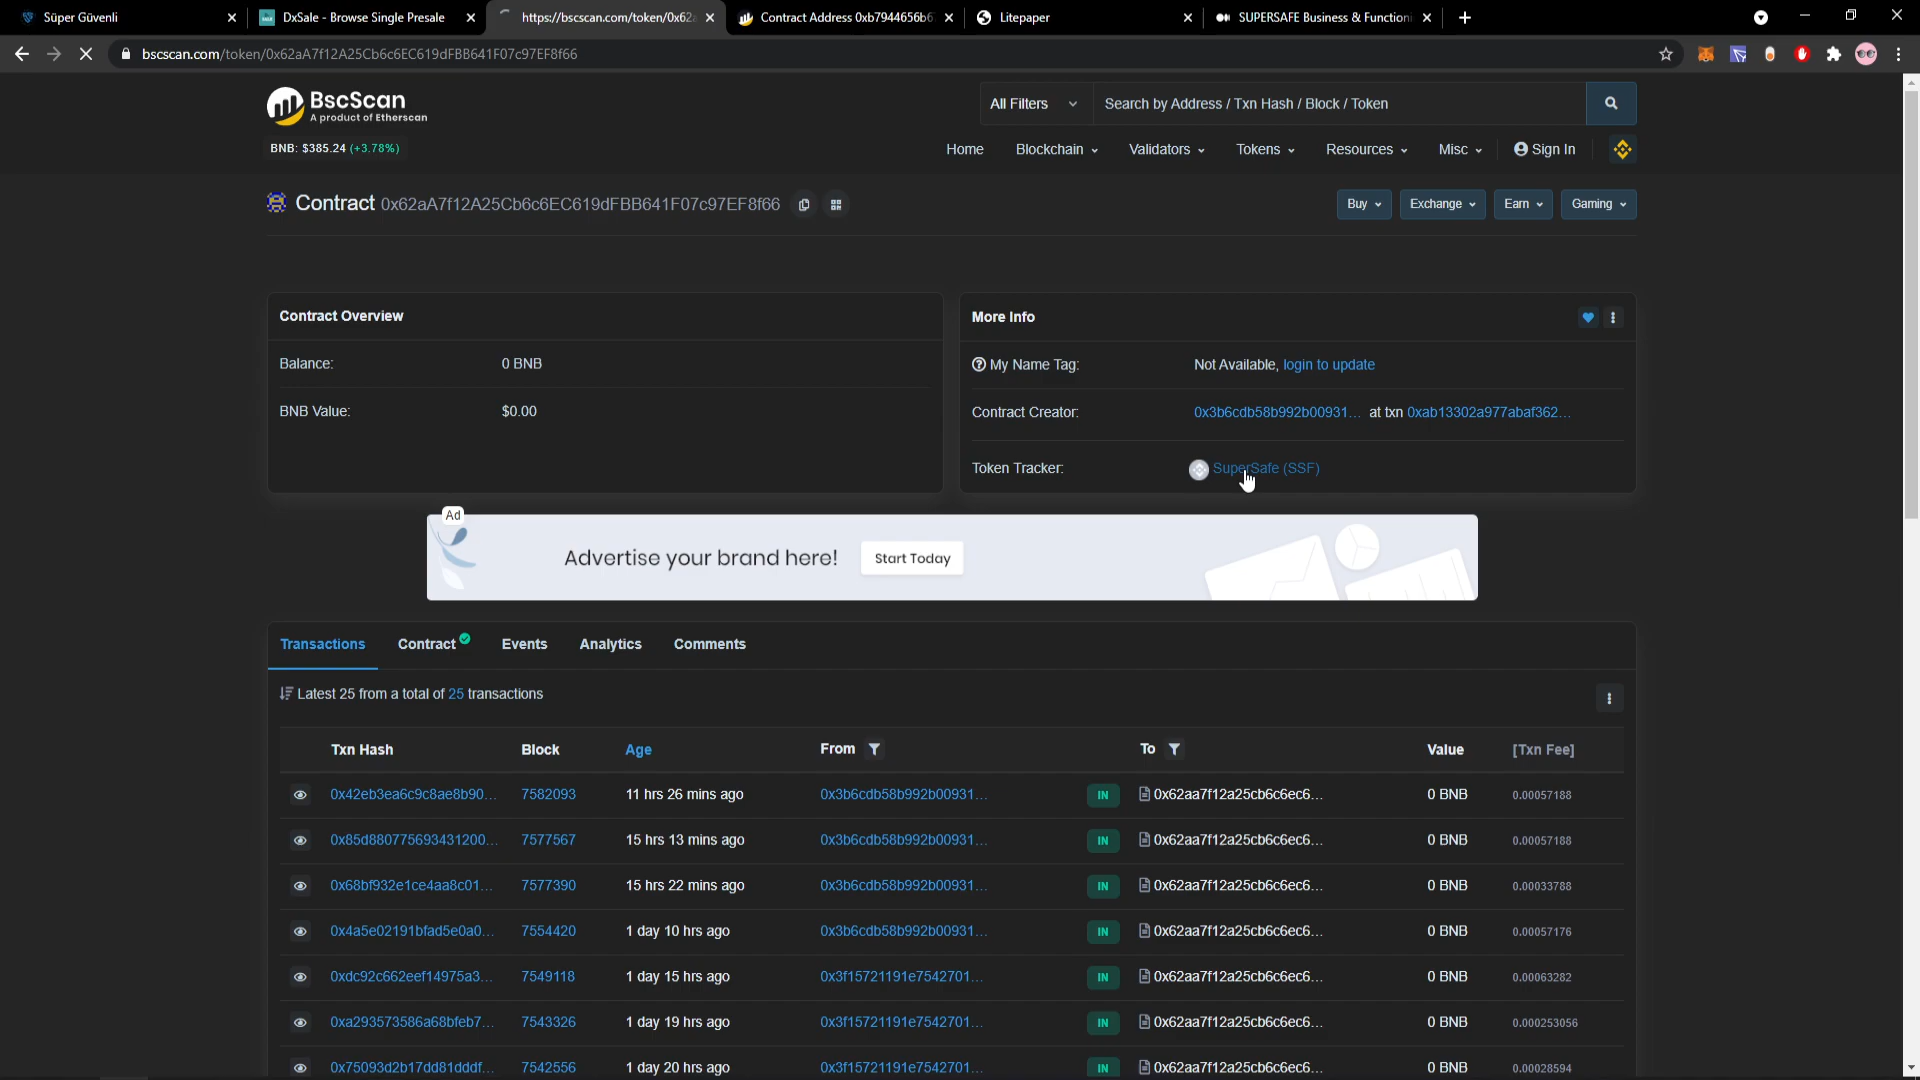 Süper Güvenli
DxSale - Browse Single Presale
https://bscscan.com/token/0x62a
Contract Address 0xb7944656b6
Litepaper
SUPERSAFE Business & Function
bscscan.com/token/0x62aA7f12A25Cb6c6EC619dFBB641F07c97EF8f66
BscScan
A product of Etherscan
All Filters
Search by Address / Txn Hash / Block / Token
BNB: $385.24 (+3.78%)
Home Blockchain Validators Tokens Resources Misc Sign In
Contract 0x62aA7f12A25Cb6c6EC619dFBB641F07c97EF8f66
Buy Exchange Earn Gaming
Contract Overview
Balance: 0 BNB
BNB Value: $0.00
More Info
My Name Tag: Not Available, login to update
Contract Creator: 0x3b6cdb58b992b00931... at txn 0xab13302a977abaf362...
Token Tracker: SuperSafe (SSF)
Ad
Advertise your brand here! Start Today
Transactions Contract Events Analytics Comments
Latest 25 from a total of 25 transactions
Txn Hash Block Age From To Value [Txn Fee]
0x42eb3ea6c9c8ae8b90... 7582093 11 hrs 26 mins ago 0x3b6cdb58b992b00931... IN 0x62aa7f12a25cb6c6ec6... 0 BNB 0.00057188
0x85d880775693431200... 7577567 15 hrs 13 mins ago 0x3b6cdb58b992b00931... IN 0x62aa7f12a25cb6c6ec6... 0 BNB 0.00057188
0x68bf932e1ce4aa8c01... 7577390 15 hrs 22 mins ago 0x3b6cdb58b992b00931... IN 0x62aa7f12a25cb6c6ec6... 0 BNB 0.00033788
0x4a5e02191bfad5e0a0... 7554420 1 day 10 hrs ago 0x3b6cdb58b992b00931... IN 0x62aa7f12a25cb6c6ec6... 0 BNB 0.00057176
0xdc92c662eef14975a3... 7549118 1 day 15 hrs ago 0x3f15721191e7542701... IN 0x62aa7f12a25cb6c6ec6... 0 BNB 0.00063282
0xa293573586a68bfeb7... 7543326 1 day 19 hrs ago 0x3f15721191e7542701... IN 0x62aa7f12a25cb6c6ec6... 0 BNB 0.000253056
0x75093d2b17dd81dddf... 7542556 1 day 20 hrs ago 0x3f15721191e7542701... IN 0x62aa7f12a25cb6c6ec6... 0 BNB 0.00028594